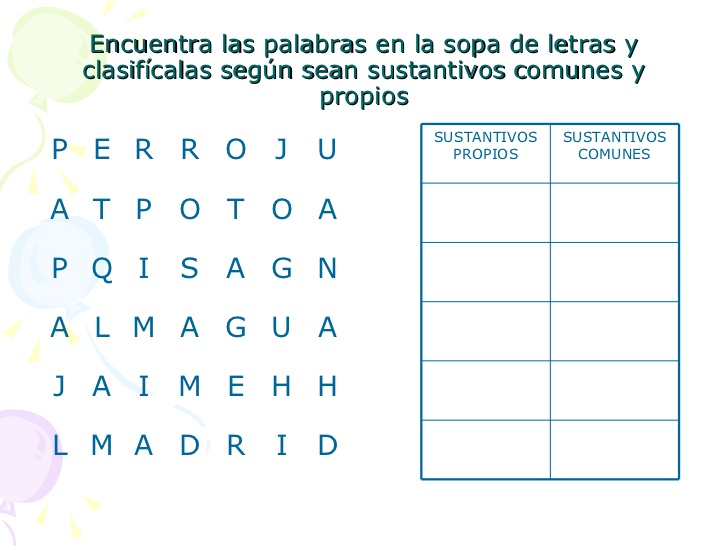 Encuentra las palabras en la sopa de letras y
clasifícalas según sean sustantivos comunes y
propios
P E R R O J U
A T P O T O A
P Q I S A G N
A L M A G U A
J A I M E H H
L M A D R I D
SUSTANTIVOS PROPIOS
SUSTANTIVOS COMUNES